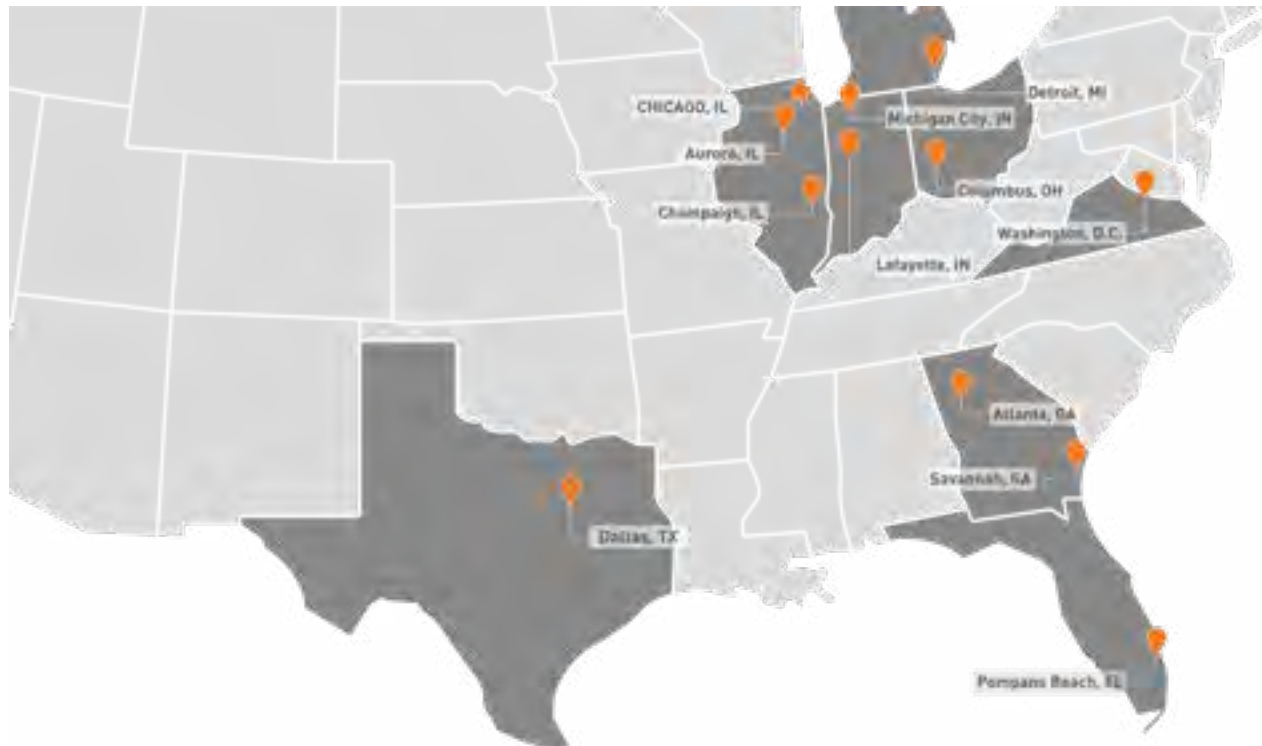 CHICAGO, IL
Detroit, MI
Michigan City, IN
Aurora, IL
Columbus, OH
Champaign, IL
Washington, D.C.
Lafayette, IN
Atlanta, GA
Savannah, GA
Dallas, TX
Pompano Beach, FL